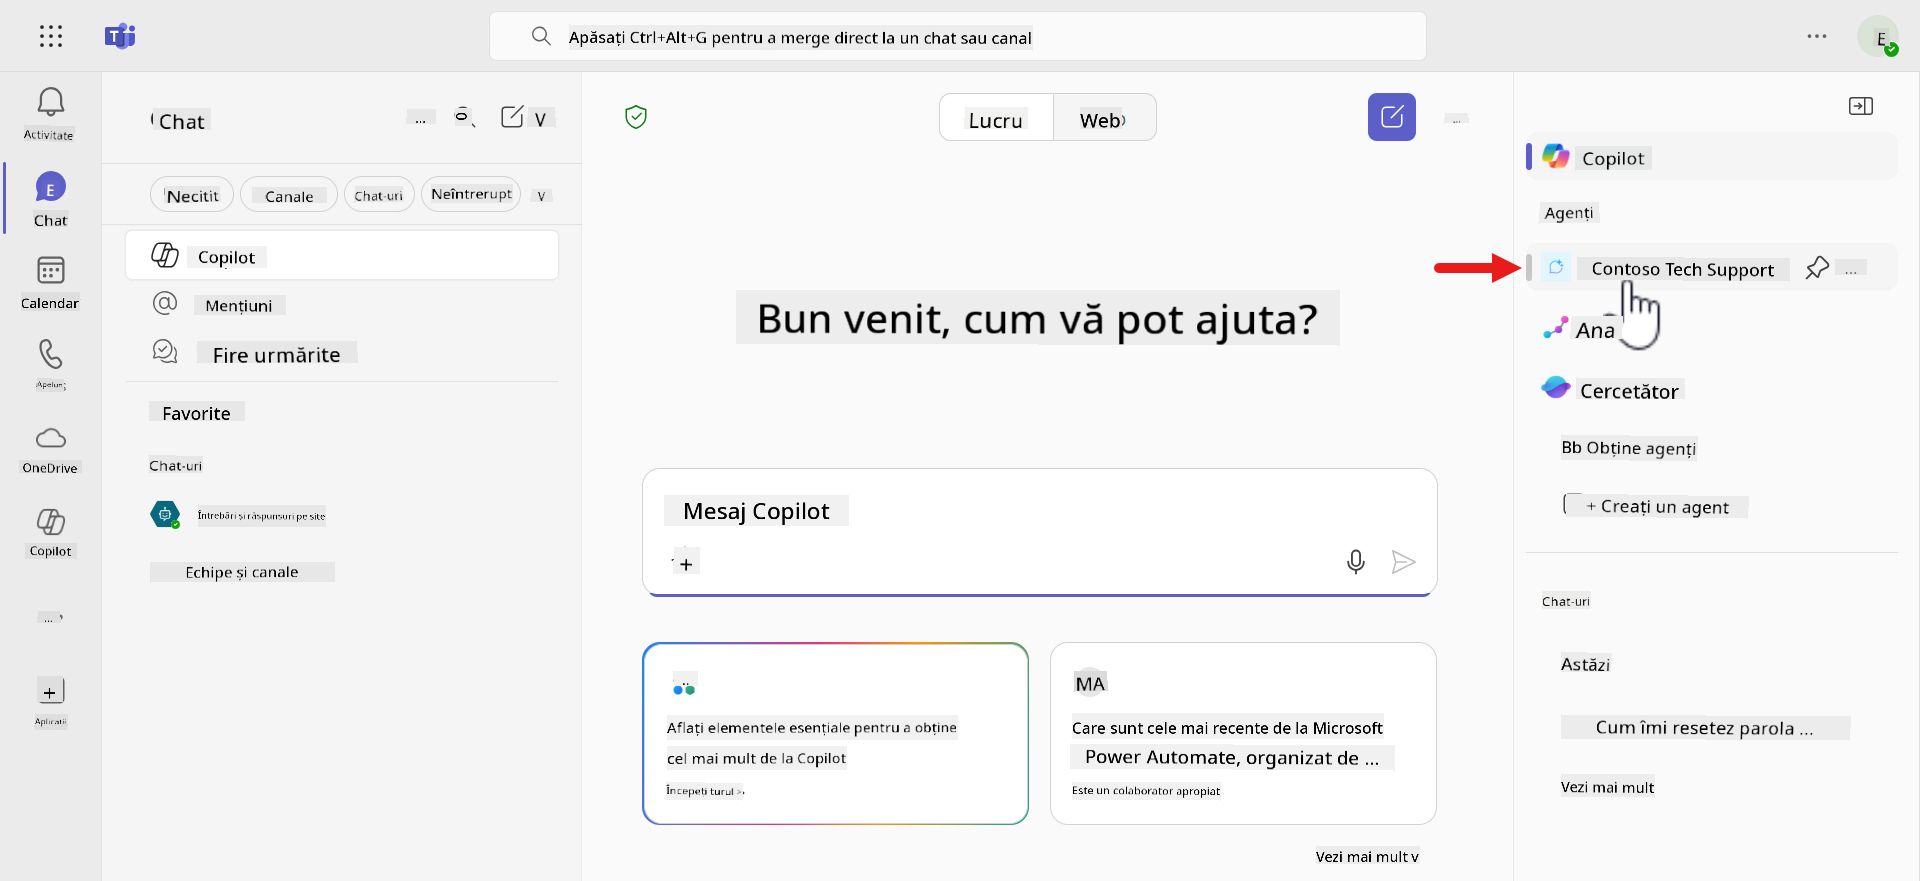 Apăsați Ctrl+Alt+G pentru a merge direct la un chat sau canal
E
Activitate
Chat
Calendar
OneDrive
Copilot
...
Aplicații
Chat
...
Necitit
Canale
Chat-uri
Neîntrerupt
Copilot
Mențiuni
Fire urmărite
Favorite
Chat-uri
Întrebări și răspunsuri pe site
Echipe și canale
Lucru
Web
...
Bun venit, cum vă pot ajuta?
Mesaj Copilot
+
Aflați elementele esențiale pentru a obține
cel mai mult de la Copilot
Începeți turul >
MA
Care sunt cele mai recente de la Microsoft
Power Automate, organizat de ...
Este un colaborator apropiat
Vezi mai mult v
Copilot
Agenți
Contoso Tech Support
...
Ana
Cercetător
Bb Obține agenți
+ Creați un agent
Chat-uri
Astăzi
Cum îmi resetez parola ...
Vezi mai mult